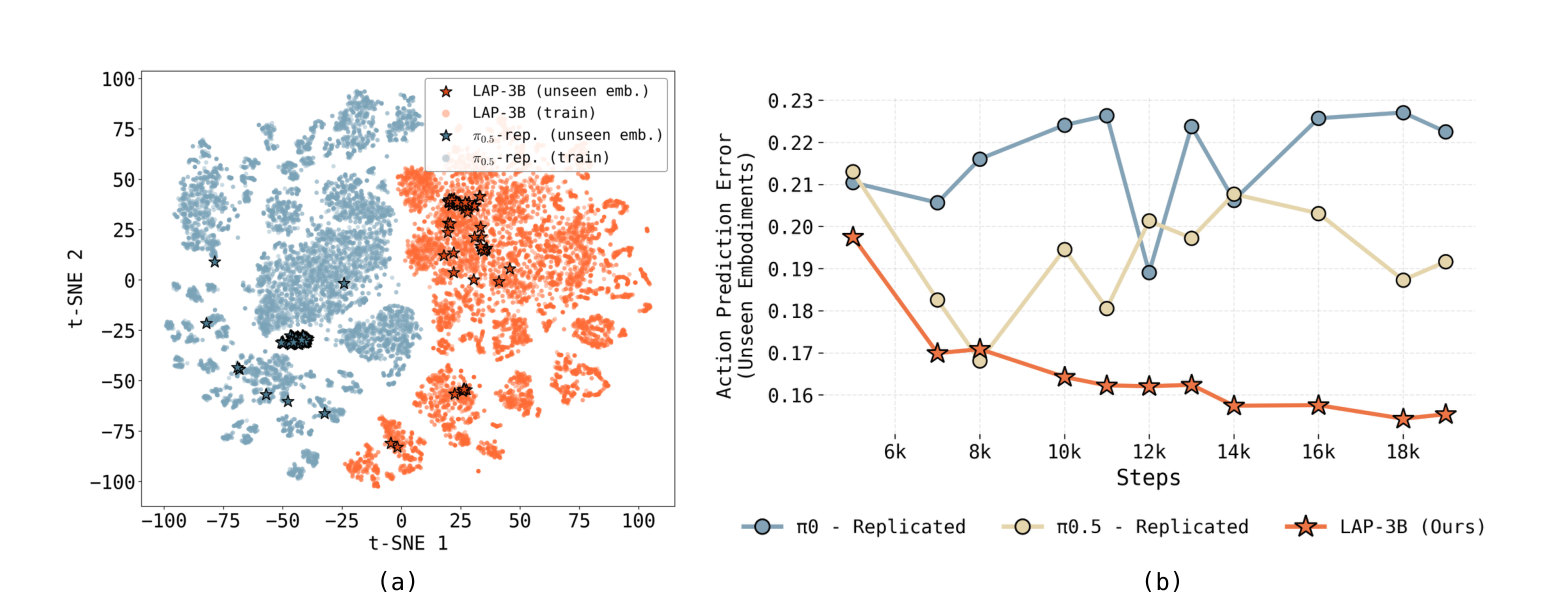 100
75
50
25
0
−25
−50
−75
−100
t-SNE 2
−100 −75 −50 −25 0 25 50 75 100
t-SNE 1
LAP-3B (unseen emb.)
LAP-3B (train)
π0.5-rep. (unseen emb.)
π0.5-rep. (train)
(a)
Action Prediction Error
(Unseen Embodiments)
0.23
0.22
0.21
0.20
0.19
0.18
0.17
0.16
6k 8k 10k 12k 14k 16k 18k
Steps
π0 - Replicated π0.5 - Replicated LAP-3B (Ours)
(b)